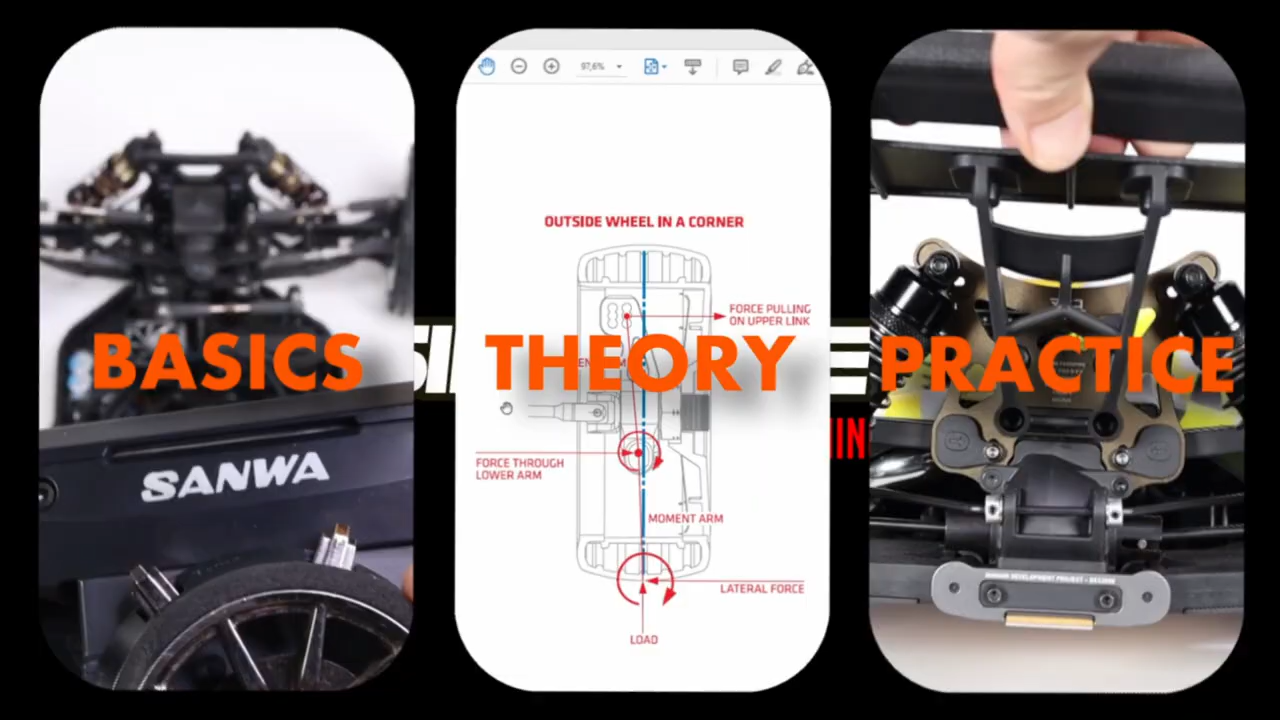 97,6%
OUTSIDE WHEEL IN A CORNER
FORCE PULLING
ON UPPER LINK
BASICS
THEORY
PRACTICE
SANWA
FORCE THROUGH
LOWER ARM
MOMENT ARM
LATERAL FORCE
LOAD